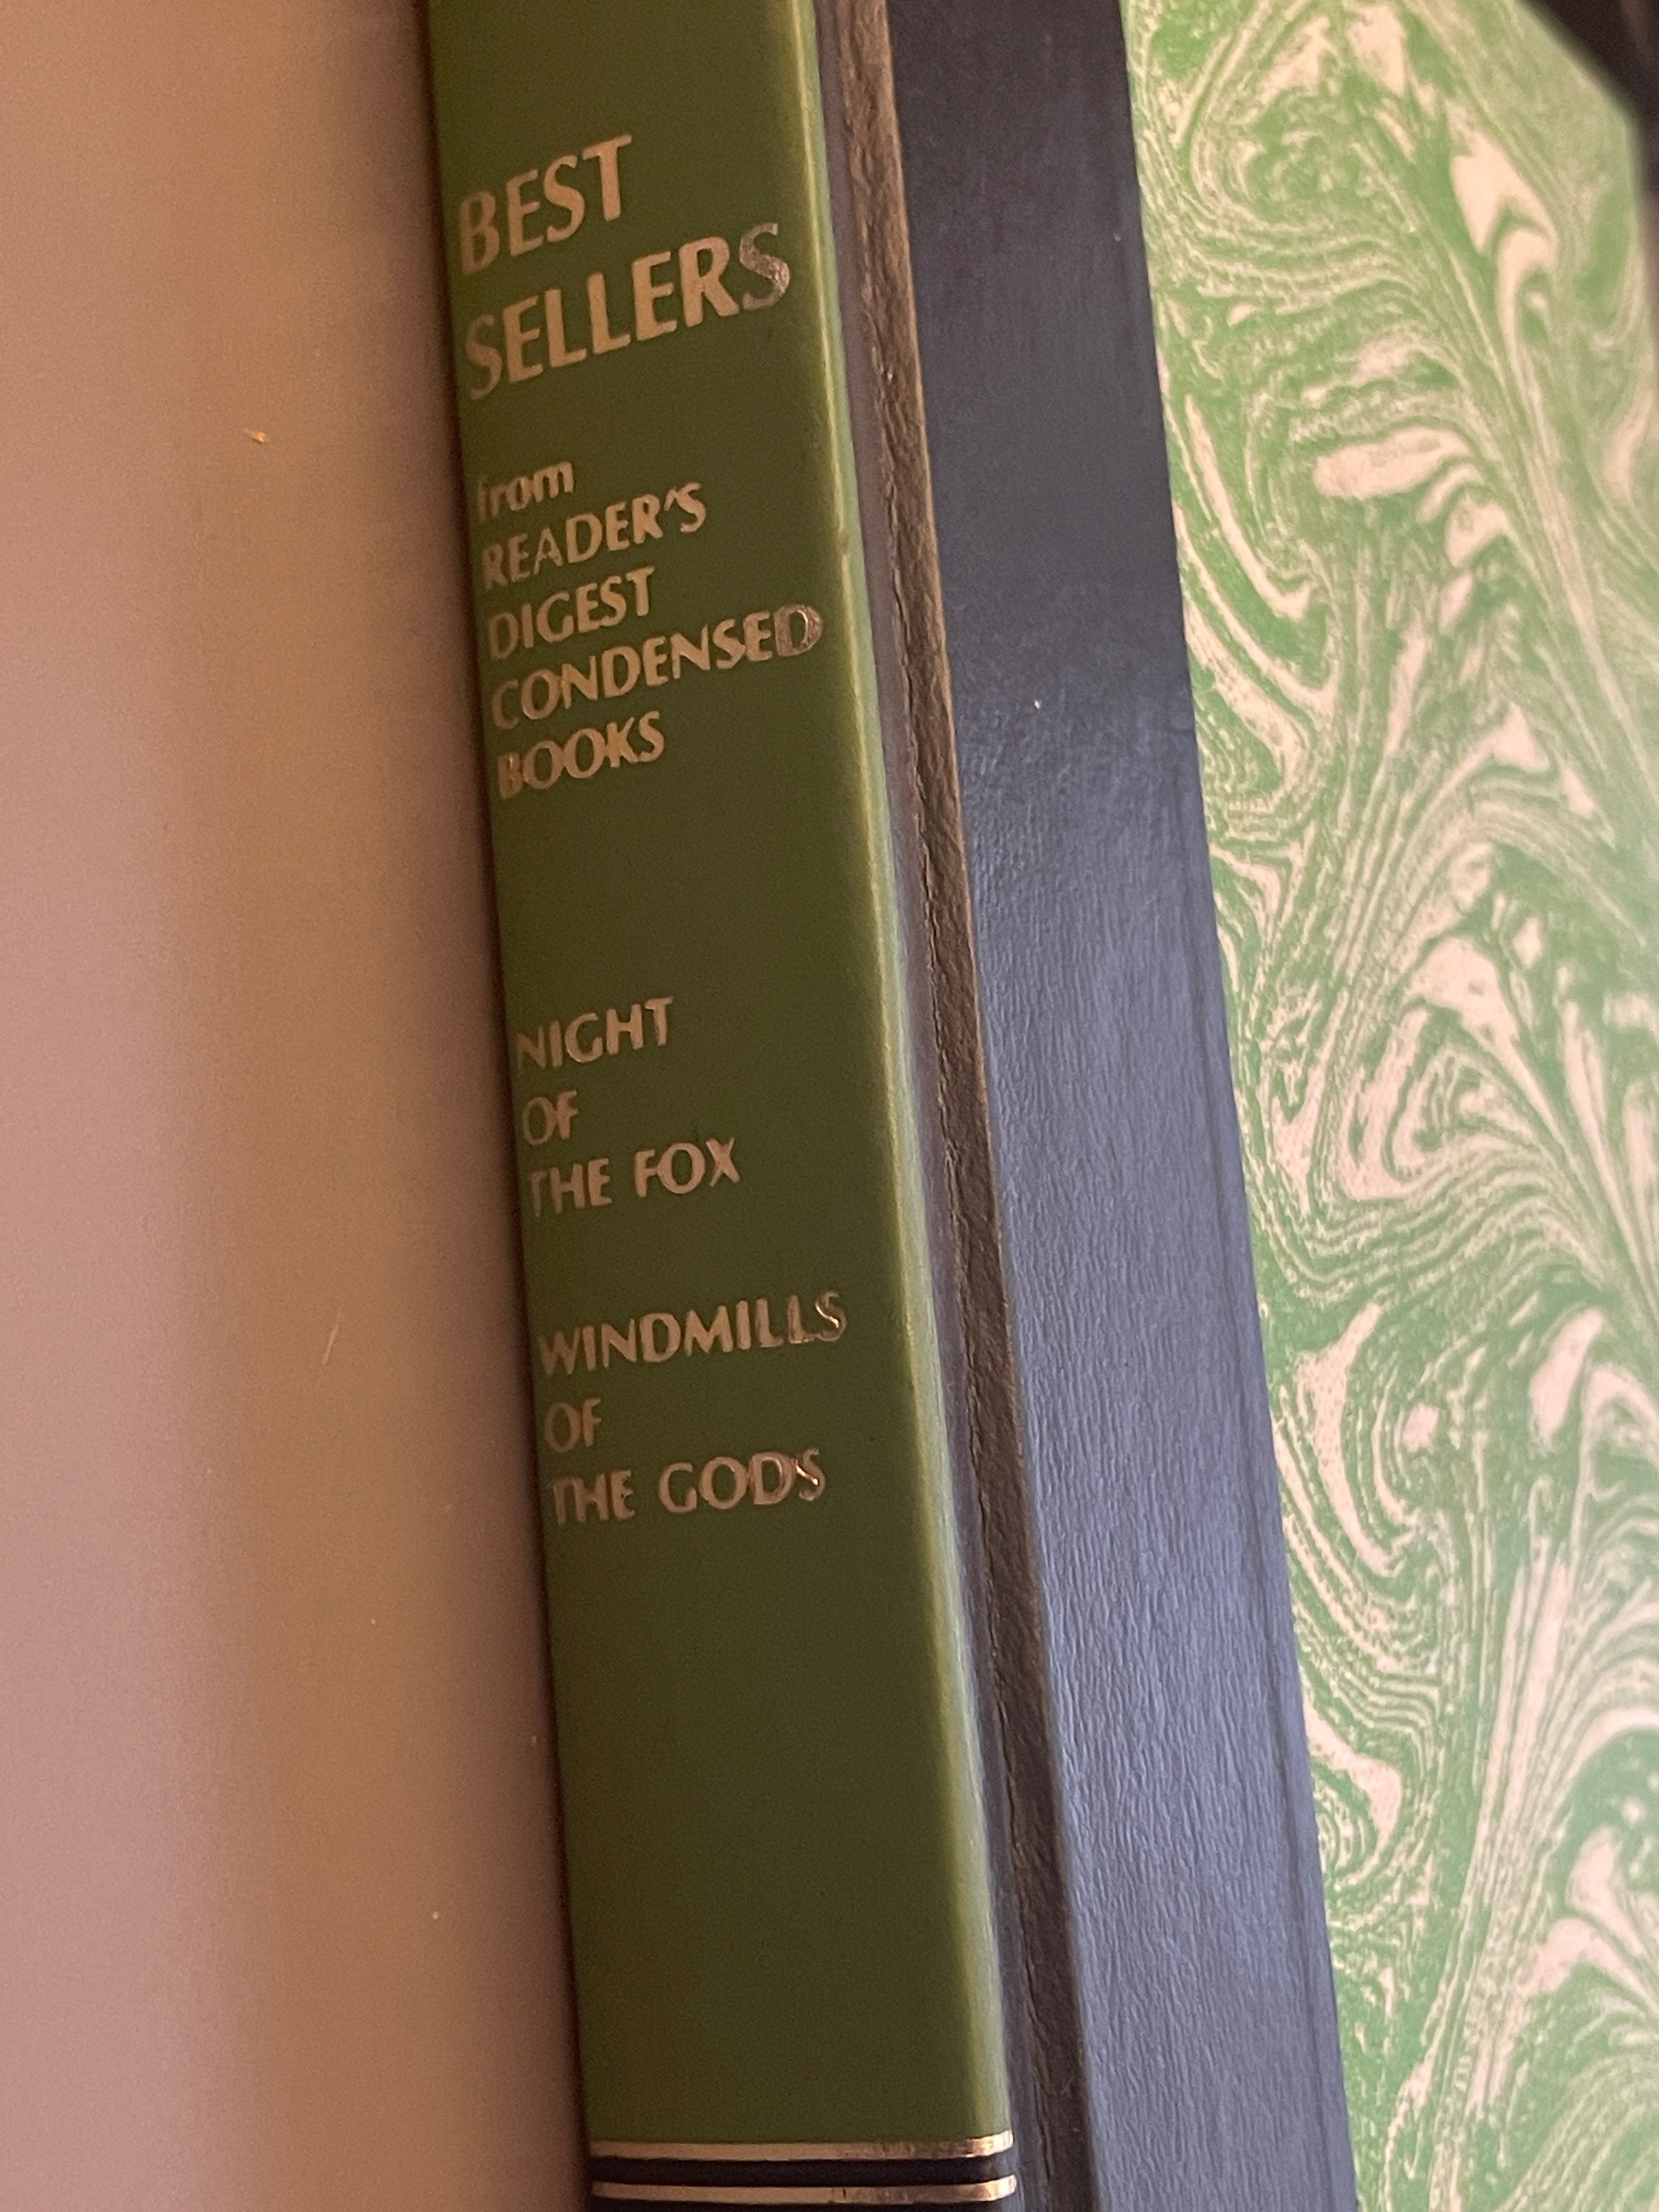 BEST
SELLERS
from
READER'S
DIGEST
CONDENSED
BOOKS
NIGHT
OF
THE FOX
WINDMILLS
OF
THE GODS